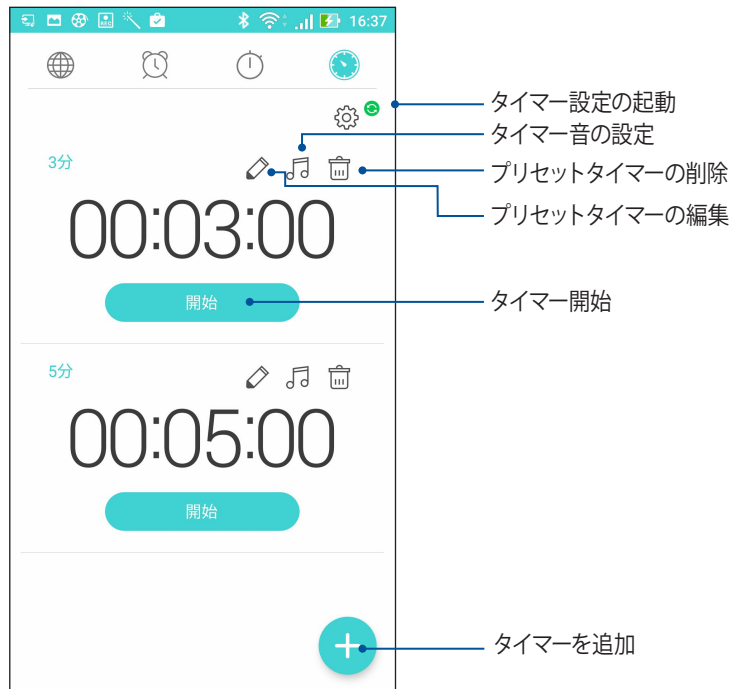 16:37
タイマー設定の起動
タイマー音の設定
3分
プリセットタイマーの削除
プリセットタイマーの編集
00:03:00
開始
タイマー開始
5分
00:05:00
開始
タイマーを追加